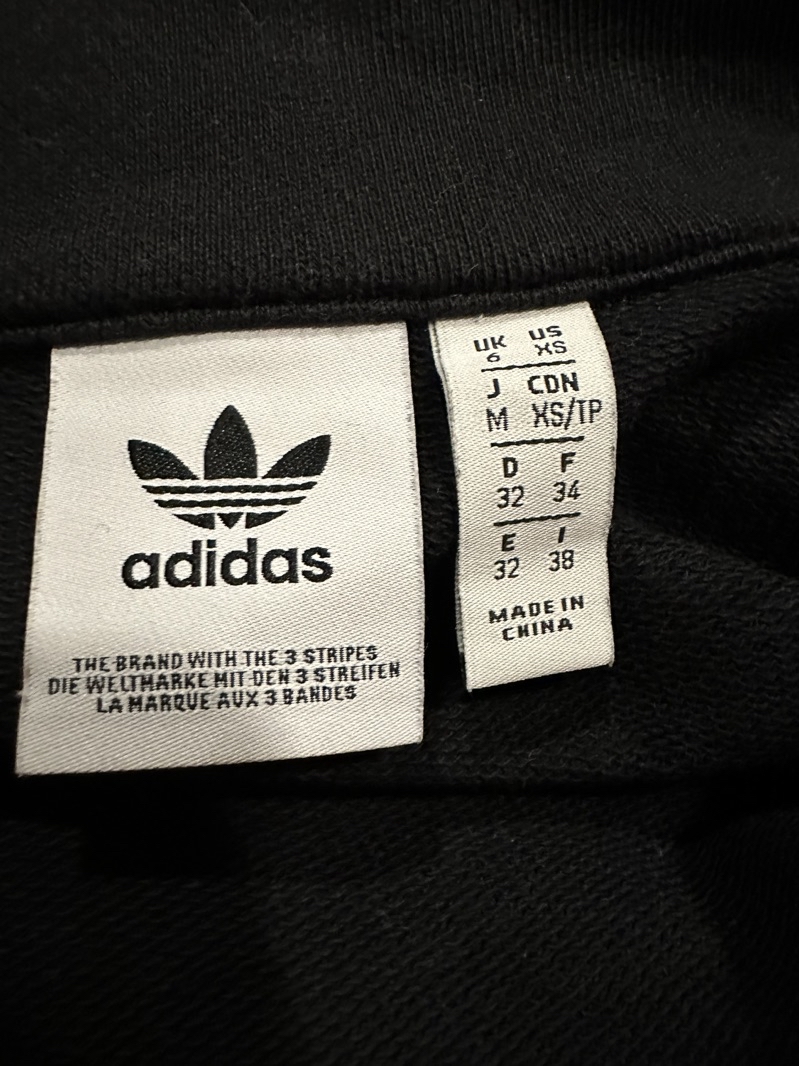 adidas
THE BRAND WITH THE 3 STRIPES
DIE WELTMARKE MIT DEN 3 STREIFEN
LA MARQUE AUX 3 BANDES
UK US
6 XS
J CDN
M XS/TP
D F
32 34
E I
32 38
MADE IN
CHINA